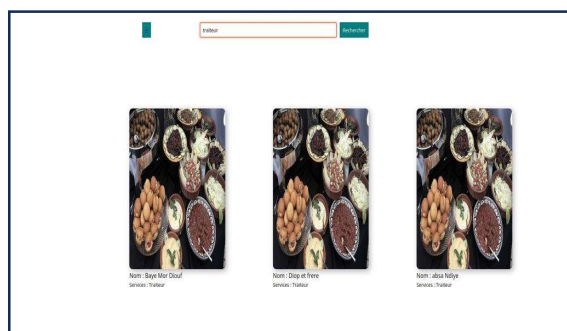 traiteur
Rechercher
Nom : Baye Mor Diouf
Services : Traiteur
Nom : Diop et frere
Services : Traiteur
Nom : absa Ndiye
Services : Traiteur